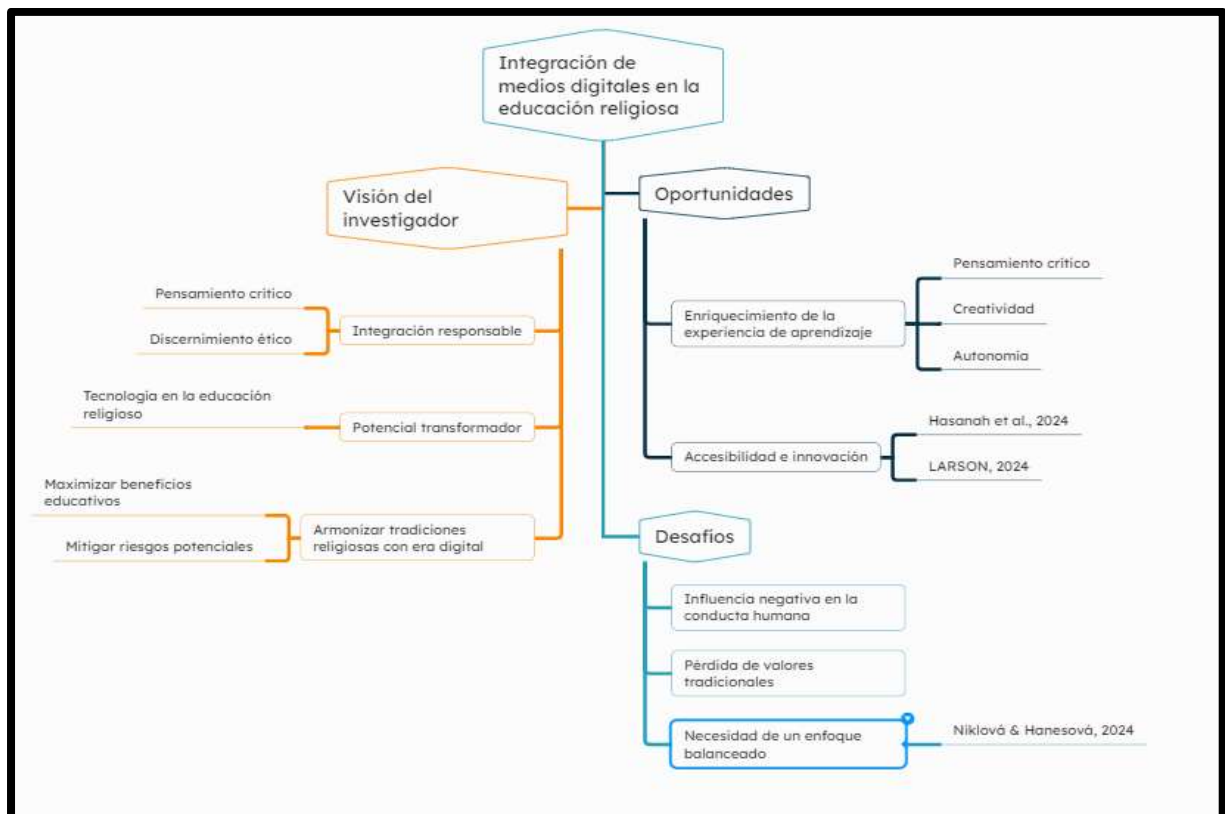 Integración de
medios digitales en la
educación religiosa
Visión del
investigador
Pensamiento crítico
Discernimiento ético
Integración responsable
Tecnología en la educación
religioso
Potencial transformador
Maximizar beneficios
educativos
Mitigar riesgos potenciales
Armonizar tradiciones
religiosas con era digital
Oportunidades
Enriquecimiento de la
experiencia de aprendizaje
Pensamiento crítico
Creatividad
Autonomía
Accesibilidad e innovación
Hasanah et al., 2024
LARSON, 2024
Desafíos
Influencia negativa en la
conducta humana
Pérdida de valores
tradicionales
Necesidad de un enfoque
balanceado
Niklová & Hanesová, 2024